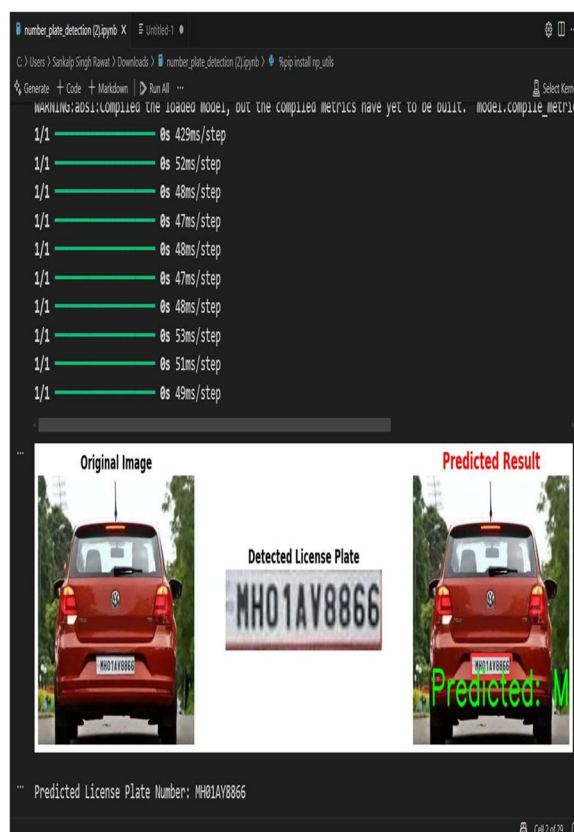 number_plate_detection (2).ipynb
Untitled-1
C: > Users > Sankalp Singh Rawat > Downloads > number_plate_detection (2).ipynb > %pip install np_utils
Generate + Code + Markdown | Run All ...
Select Kerne
WARNING:absl:Compiled the loaded model, but the compiled metrics have yet to be built. `model.compile_metric
1/1 0s 429ms/step
1/1 0s 52ms/step
1/1 0s 48ms/step
1/1 0s 47ms/step
1/1 0s 48ms/step
1/1 0s 47ms/step
1/1 0s 48ms/step
1/1 0s 53ms/step
1/1 0s 51ms/step
1/1 0s 49ms/step
Original Image
Detected License Plate
Predicted Result
MH01AV8866
MH01AV8866
MH01AV8866
Predicted: M
Predicted License Plate Number: MH01AY8866
Cell 2 of 29